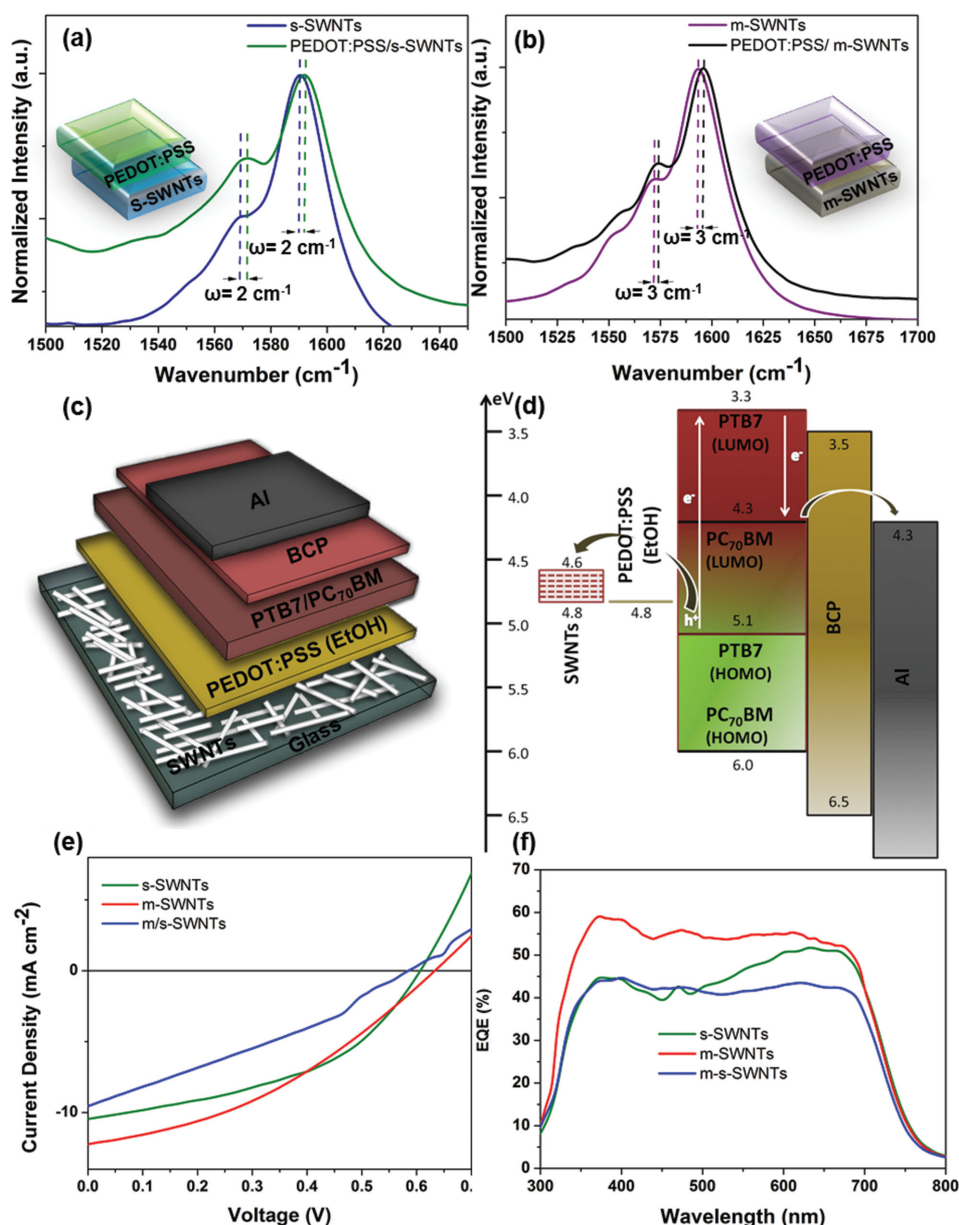 (a)
s-SWNTs
PEDOT:PSS/s-SWNTs
Normalized Intensity (a.u.)
PEDOT:PSS
S-SWNTs
ω= 2 cm⁻¹
ω= 2 cm⁻¹
1500 1520 1540 1560 1580 1600 1620 1640
Wavenumber (cm⁻¹)
(b)
m-SWNTs
PEDOT:PSS/ m-SWNTs
Normalized Intensity (a.u.)
PEDOT:PSS
m-SWNTs
ω= 3 cm⁻¹
ω= 3 cm⁻¹
1500 1525 1550 1575 1600 1625 1650 1675 1700
Wavenumber (cm⁻¹)
(c)
Al
BCP
PTB7/PC₇₀BM
PEDOT:PSS (EtOH)
SWNTs
Glass
(d)
eV
3.5
4.0
4.5
5.0
5.5
6.0
6.5
SWNTs
4.6
4.8
PEDOT:PSS
(EtOH)
4.8
3.3
PTB7
(LUMO)
e⁻
e⁻
4.3
PC₇₀BM
(LUMO)
h⁺
5.1
PTB7
(HOMO)
PC₇₀BM
(HOMO)
6.0
3.5
BCP
6.5
4.3
Al
(e)
s-SWNTs
m-SWNTs
m/s-SWNTs
Current Density (mA cm⁻²)
0
-10
0.0 0.1 0.2 0.3 0.4 0.5 0.6 0.
Voltage (V)
(f)
EQE (%)
70
60
50
40
30
20
10
0
s-SWNTs
m-SWNTs
m-s-SWNTs
300 400 500 600 700 800
Wavelength (nm)